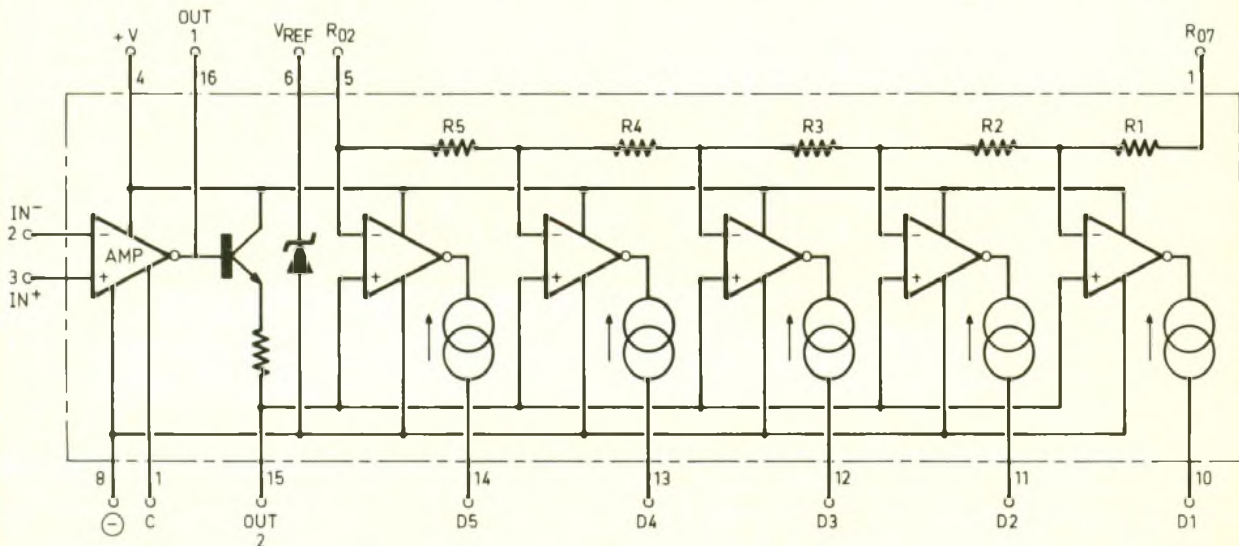 +V
OUT
1
VREF
R02
R07
4
16
6
5
1
R5
R4
R3
R2
R1
IN-
2
AMP
-
+
3
IN+
-
+
-
+
-
+
-
+
-
+
8
1
15
14
13
12
11
10
-
C
OUT
2
D5
D4
D3
D2
D1